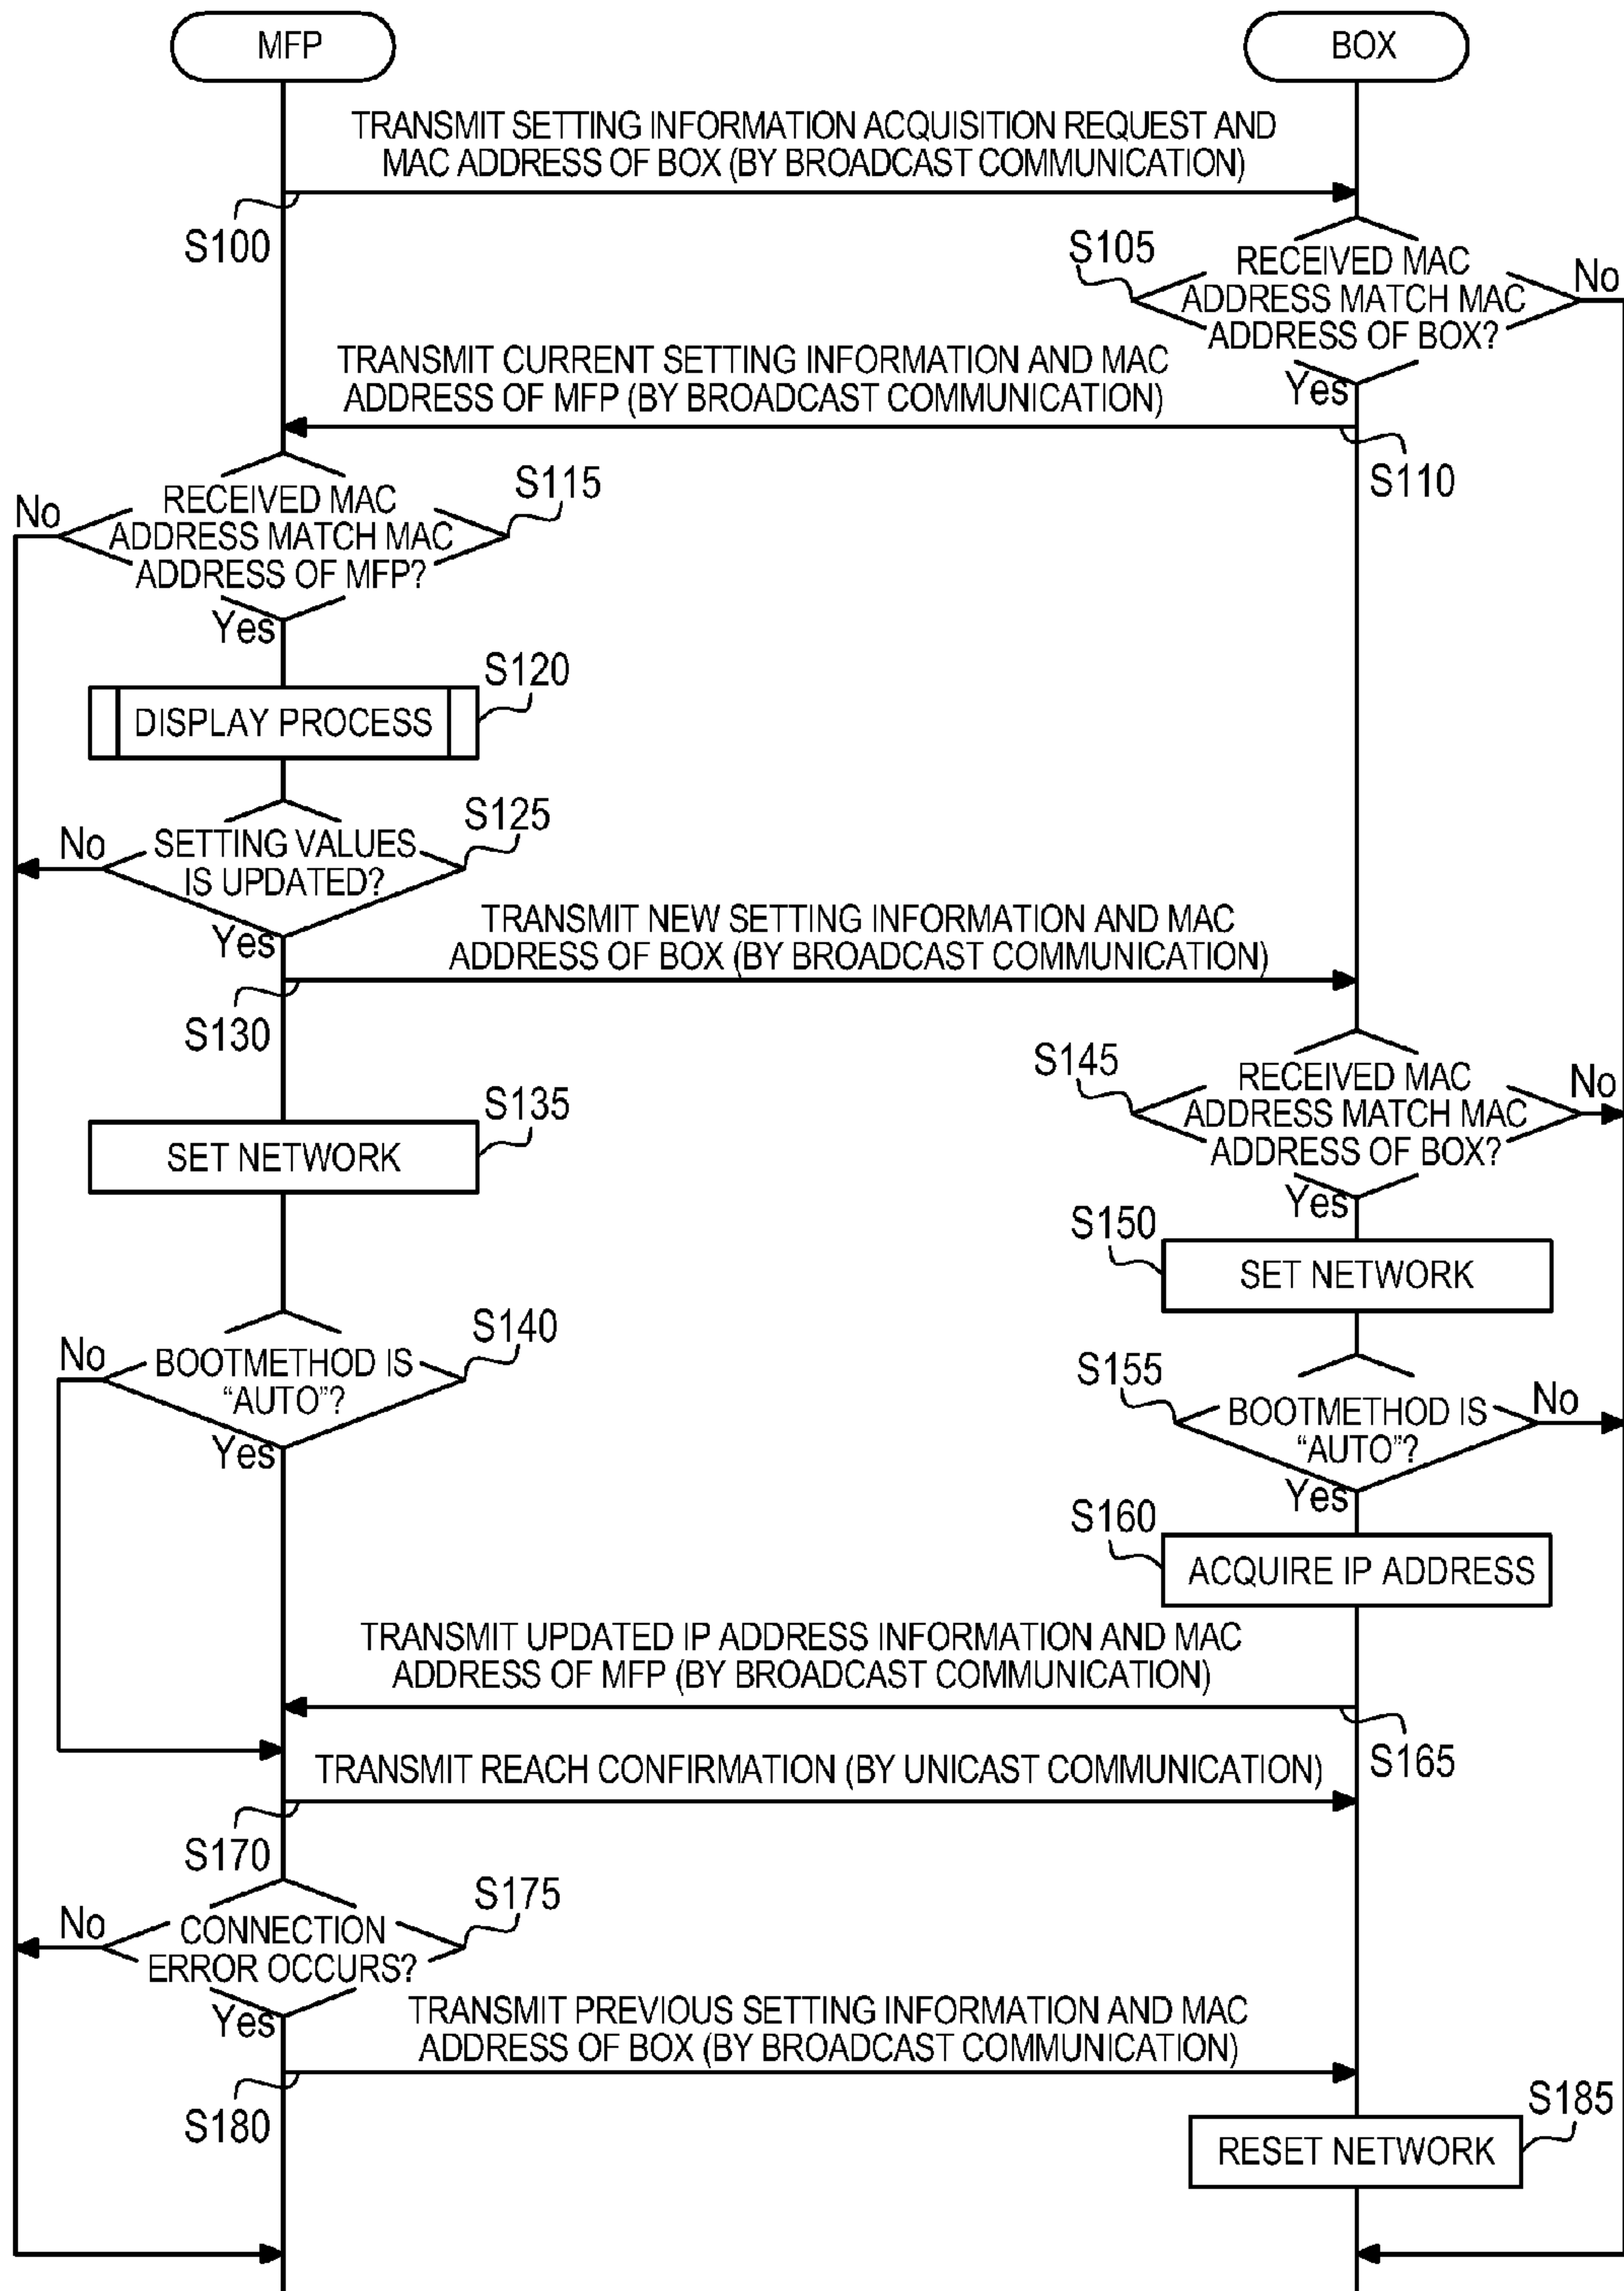 MFP
BOX
TRANSMIT SETTING INFORMATION ACQUISITION REQUEST AND
MAC ADDRESS OF BOX (BY BROADCAST COMMUNICATION)
S100
S105
RECEIVED MAC
ADDRESS MATCH MAC
ADDRESS OF BOX?
No
Yes
TRANSMIT CURRENT SETTING INFORMATION AND MAC
ADDRESS OF MFP (BY BROADCAST COMMUNICATION)
S110
S115
No
RECEIVED MAC
ADDRESS MATCH MAC
ADDRESS OF MFP?
Yes
S120
DISPLAY PROCESS
S125
No
SETTING VALUES
IS UPDATED?
Yes
TRANSMIT NEW SETTING INFORMATION AND MAC
ADDRESS OF BOX (BY BROADCAST COMMUNICATION)
S130
S135
SET NETWORK
S145
RECEIVED MAC
ADDRESS MATCH MAC
ADDRESS OF BOX?
No
Yes
S150
SET NETWORK
S140
No
BOOTMETHOD IS
“AUTO”?
Yes
S155
BOOTMETHOD IS
“AUTO”?
No
Yes
S160
ACQUIRE IP ADDRESS
TRANSMIT UPDATED IP ADDRESS INFORMATION AND MAC
ADDRESS OF MFP (BY BROADCAST COMMUNICATION)
S165
TRANSMIT REACH CONFIRMATION (BY UNICAST COMMUNICATION)
S170
S175
No
CONNECTION
ERROR OCCURS?
Yes
TRANSMIT PREVIOUS SETTING INFORMATION AND MAC
ADDRESS OF BOX (BY BROADCAST COMMUNICATION)
S180
S185
RESET NETWORK